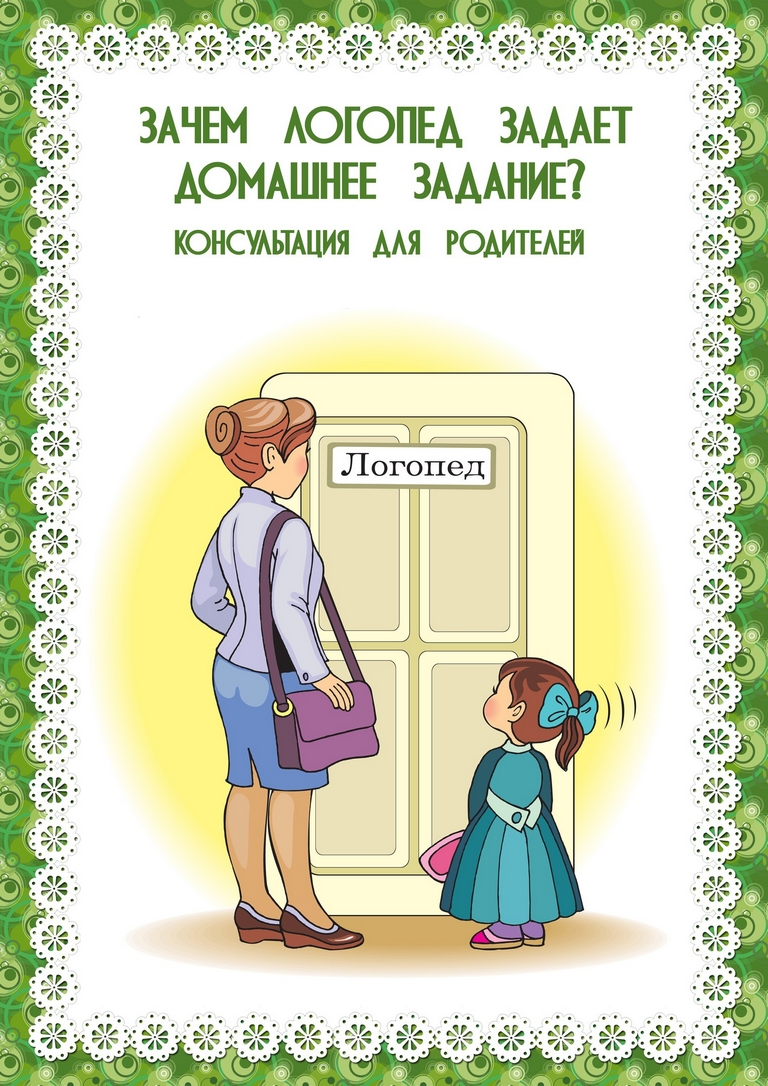 ЗАЧЕМ ЛОГОПЕД ЗАДАЕТ
ДОМАШНЕЕ ЗАДАНИЕ?
КОНСУЛЬТАЦИЯ ДЛЯ РОДИТЕЛЕЙ
Логопед